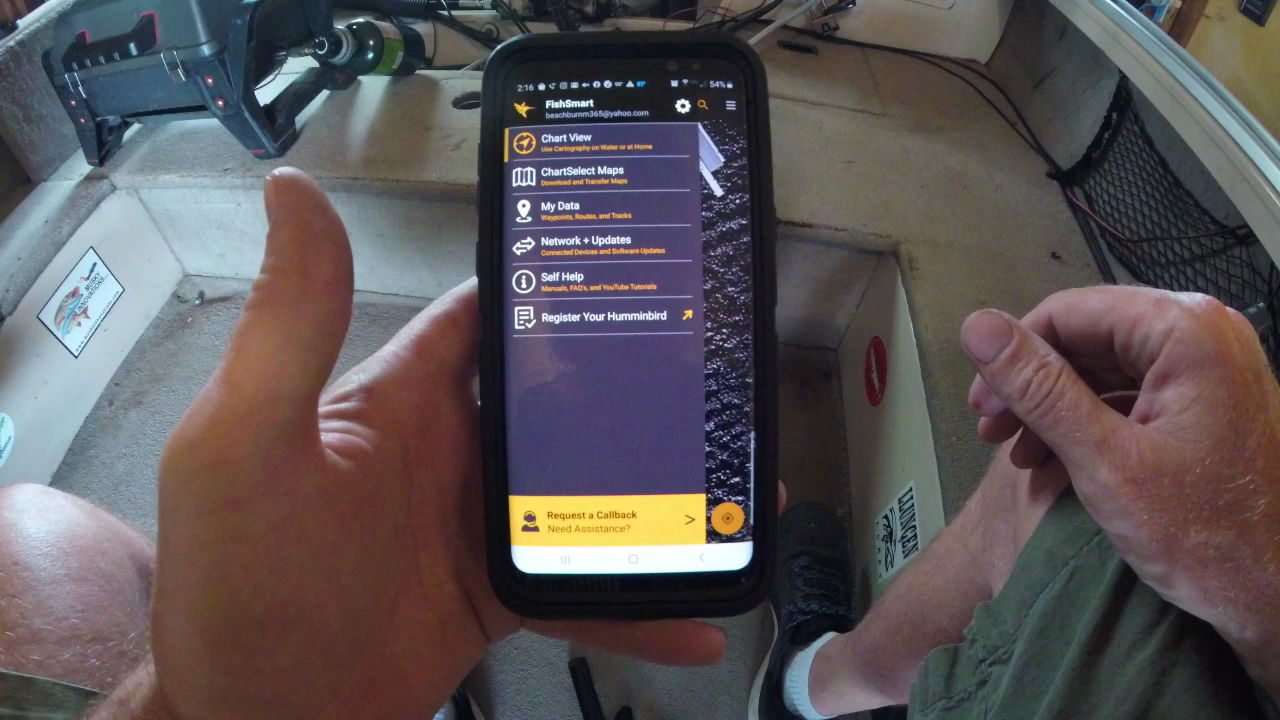 2:16
54%
FishSmart
beachbumm365@yahoo.com
Chart View
Use Cartography on Water or at Home
ChartSelect Maps
Download and Transfer Maps
My Data
Waypoints, Routes, and Tracks
Network + Updates
Connected Devices and Software Updates
Self Help
Manuals, FAQ's, and YouTube Tutorials
Register Your Humminbird
Request a Callback
Need Assistance?
>
MUSKY
INNOVATIONS